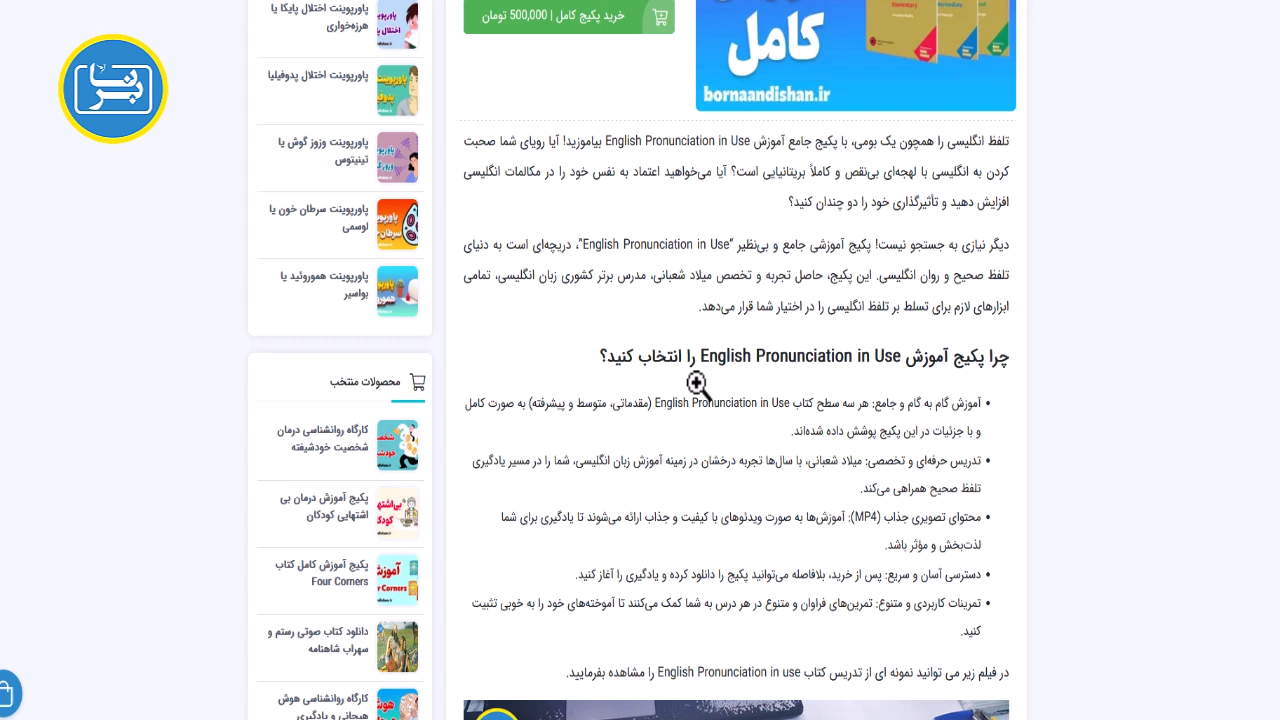 برنا
خرید پکیج کامل | 500,000 تومان
کامل
bornaandishan.ir
تلفظ انگلیسی را همچون یک بومی، با پکیج جامع آموزش English Pronunciation in Use بیاموزید! آیا رویای شما صحبت
کردن به انگلیسی با لهجه‌ای بی‌نقص و کاملاً بریتانیایی است؟ آیا می‌خواهید اعتماد به نفس خود را در مکالمات انگلیسی
افزایش دهید و تأثیرگذاری خود را دو چندان کنید؟
دیگر نیازی به جستجو نیست! پکیج آموزشی جامع و بی‌نظیر “English Pronunciation in Use”، دریچه‌ای است به دنیای
تلفظ صحیح و روان انگلیسی. این پکیج، حاصل تجربه و تخصص میلاد شعبانی، مدرس برتر کشوری زبان انگلیسی، تمامی
ابزارهای لازم برای تسلط بر تلفظ انگلیسی را در اختیار شما قرار می‌دهد.
چرا پکیج آموزش English Pronunciation in Use را انتخاب کنید؟
• آموزش گام به گام و جامع: هر سه سطح کتاب English Pronunciation in Use (مقدماتی، متوسط و پیشرفته) به صورت کامل
و با جزئیات در این پکیج پوشش داده شده‌اند.
• تدریس حرفه‌ای و تخصصی: میلاد شعبانی، با سال‌ها تجربه درخشان در زمینه آموزش زبان انگلیسی، شما را در مسیر یادگیری
تلفظ صحیح همراهی می‌کند.
• محتوای تصویری جذاب (MP4): آموزش‌ها به صورت ویدئوهای با کیفیت و جذاب ارائه می‌شوند تا یادگیری برای شما
لذت‌بخش و مؤثر باشد.
• دسترسی آسان و سریع: پس از خرید، بلافاصله می‌توانید پکیج را دانلود کرده و یادگیری را آغاز کنید.
• تمرینات کاربردی و متنوع: تمرین‌های فراوان و متنوع در هر درس به شما کمک می‌کنند تا آموخته‌های خود را به خوبی تثبیت
کنید.
در فیلم زیر می توانید نمونه ای از تدریس کتاب English Pronunciation in use را مشاهده بفرمایید.
پاورپوینت اختلال پایکا یا
هرزه‌خواری
پاورپوینت اختلال پدوفیلیا
پاورپوینت وزوز گوش یا
تینیتوس
پاورپوینت سرطان خون یا
لوسمی
پاورپوینت هموروئید یا
بواسیر
محصولات منتخب
کارگاه روانشناسی درمان
شخصیت خودشیفته
پکیج آموزش درمان بی
اشتهایی کودکان
پکیج آموزش کامل کتاب
Four Corners
دانلود کتاب صوتی رستم و
سهراب شاهنامه
کارگاه روانشناسی هوش
هیجانی و یادگیری